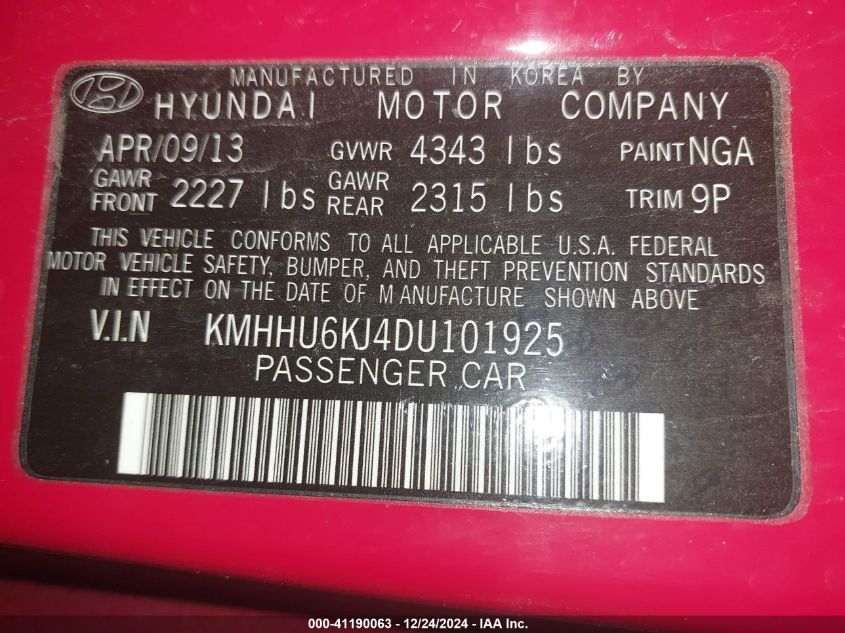 MANUFACTURED IN KOREA BY
HYUNDAI MOTOR COMPANY
APR/09/13 GVWR 4343 lbs PAINT NGA
GAWR FRONT 2227 lbs GAWR REAR 2315 lbs TRIM 9P
THIS VEHICLE CONFORMS TO ALL APPLICABLE U.S.A. FEDERAL
MOTOR VEHICLE SAFETY, BUMPER, AND THEFT PREVENTION STANDARDS
IN EFFECT ON THE DATE OF MANUFACTURE SHOWN ABOVE
V.I.N KMHHU6KJ4DU101925
PASSENGER CAR
000-41190063 - 12/24/2024 - IAA Inc.